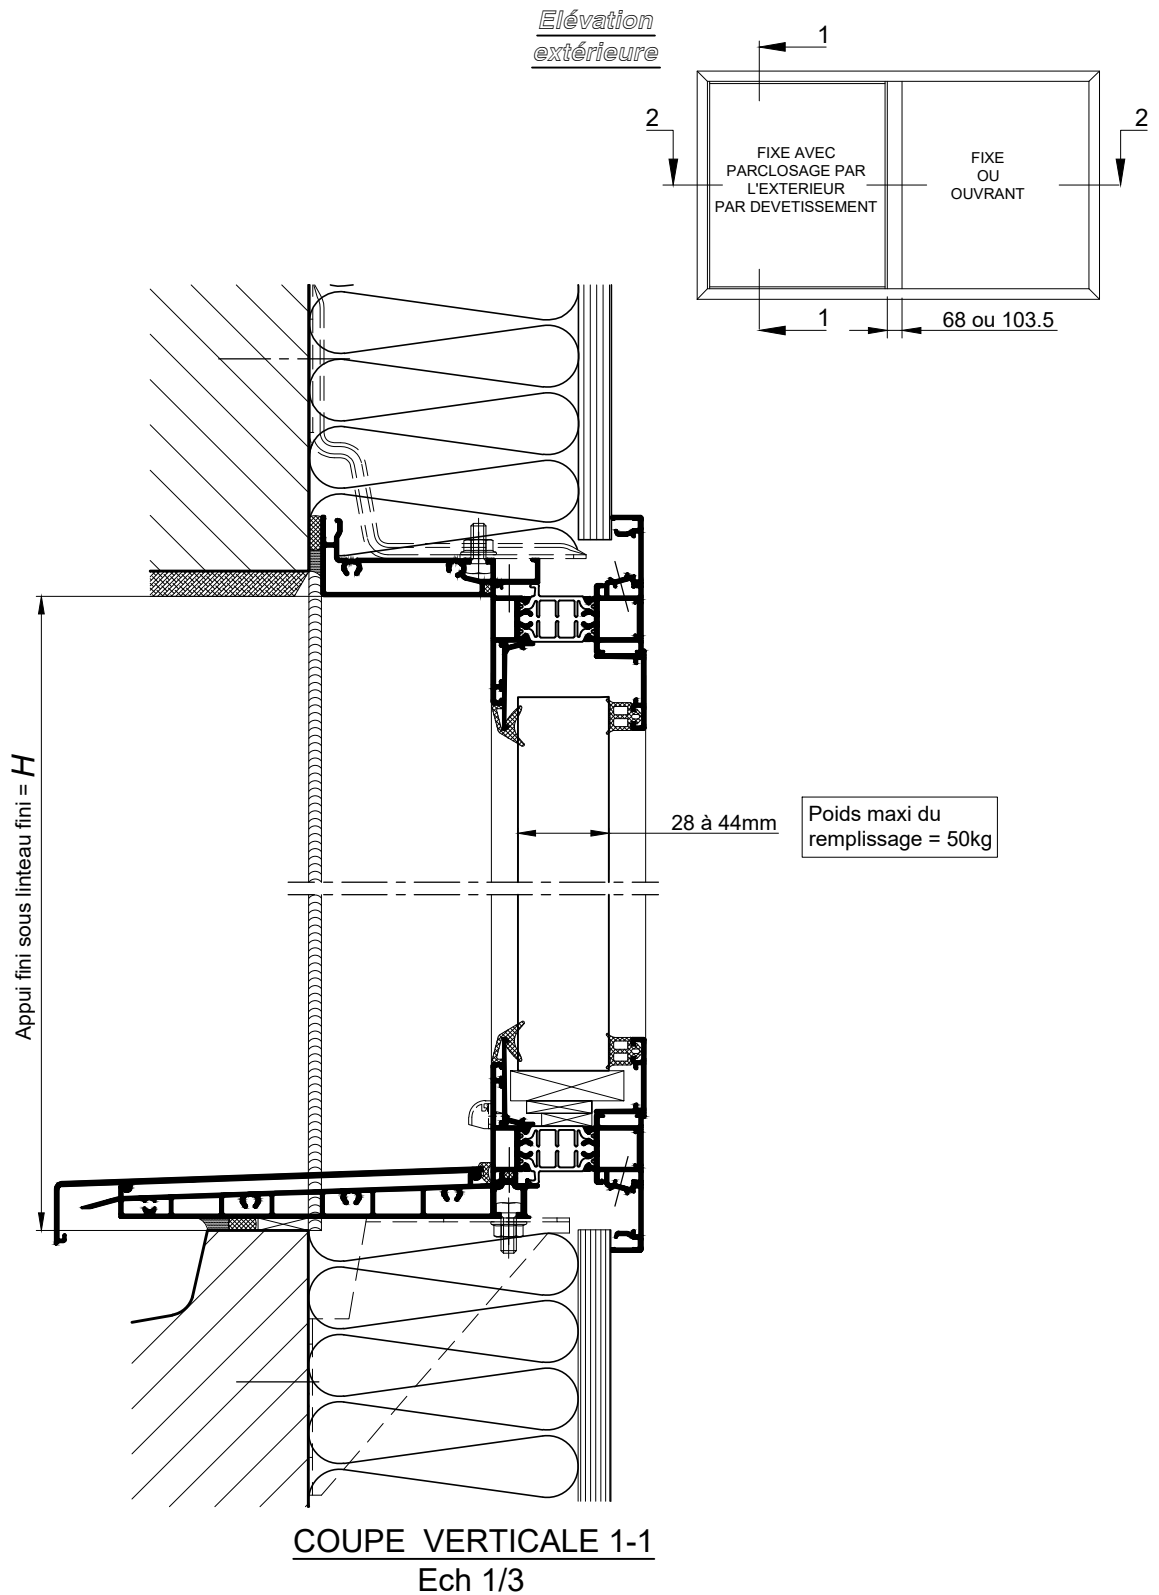 Elévation
extérieure
1
2
2
FIXE AVEC
PARCLOSAGE PAR
L'EXTERIEUR
PAR DEVETISSEMENT
FIXE
OU
OUVRANT
1
68 ou 103.5
Appui fini sous linteau fini = H
28 à 44mm
Poids maxi du
remplissage = 50kg
COUPE VERTICALE 1-1
Ech 1/3